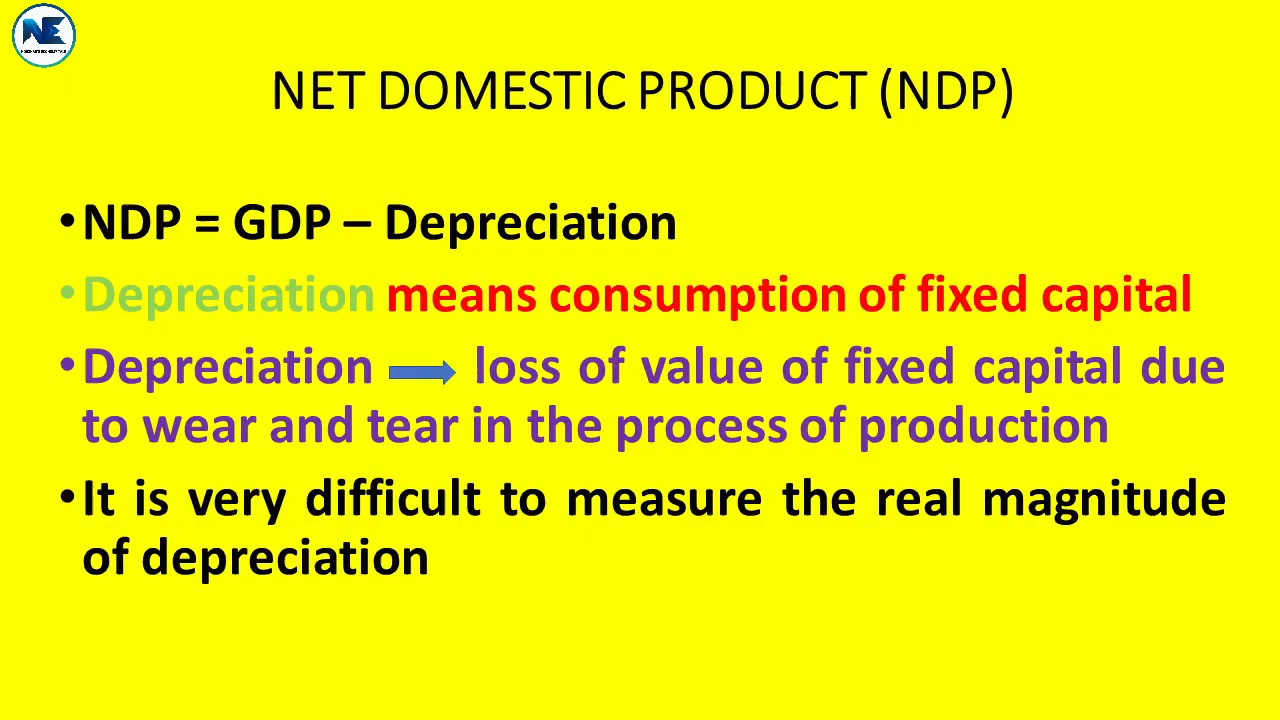 NE
NET DOMESTIC PRODUCT (NDP)
•NDP = GDP – Depreciation
•Depreciation means consumption of fixed capital
•Depreciation loss of value of fixed capital due
to wear and tear in the process of production
•It is very difficult to measure the real magnitude
of depreciation